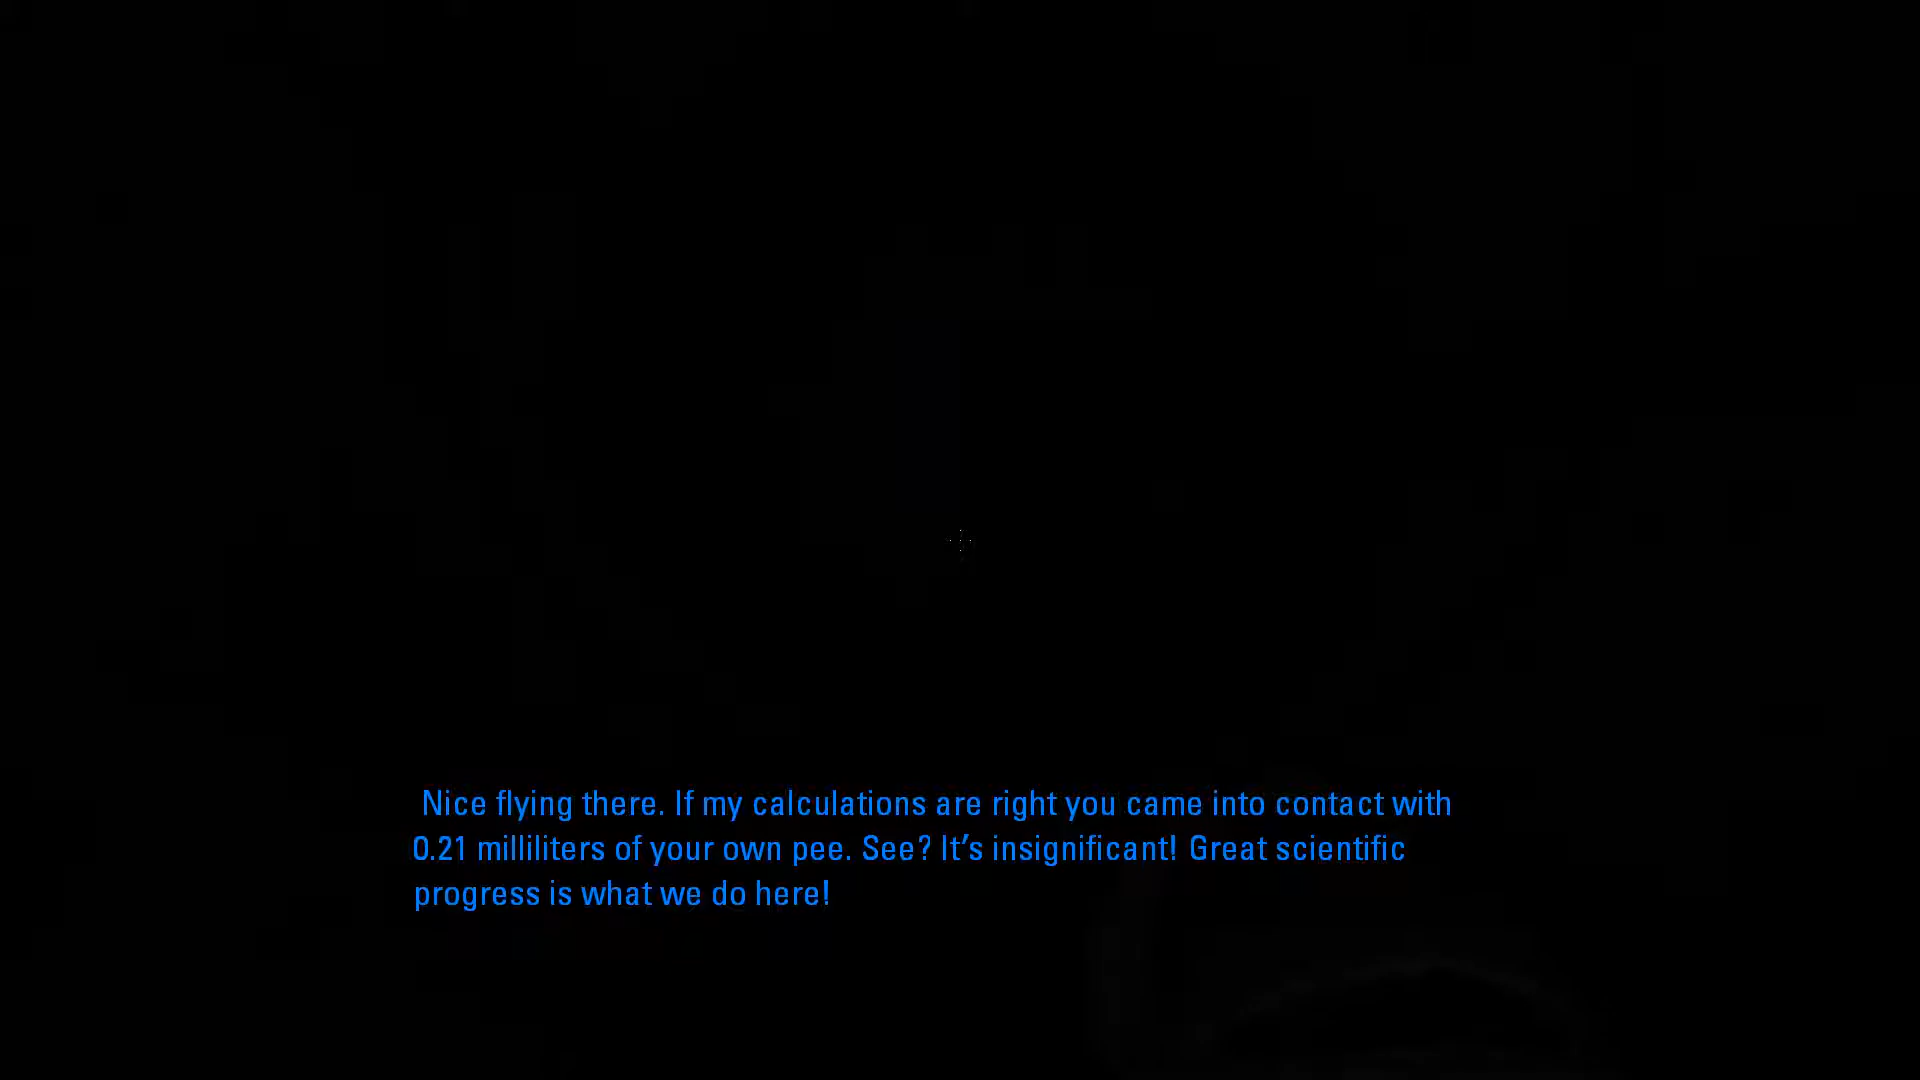 Nice flying there. If my calculations are right you came into contact with
0.21 milliliters of your own pee. See? It's insignificant! Great scientific
progress is what we do here!